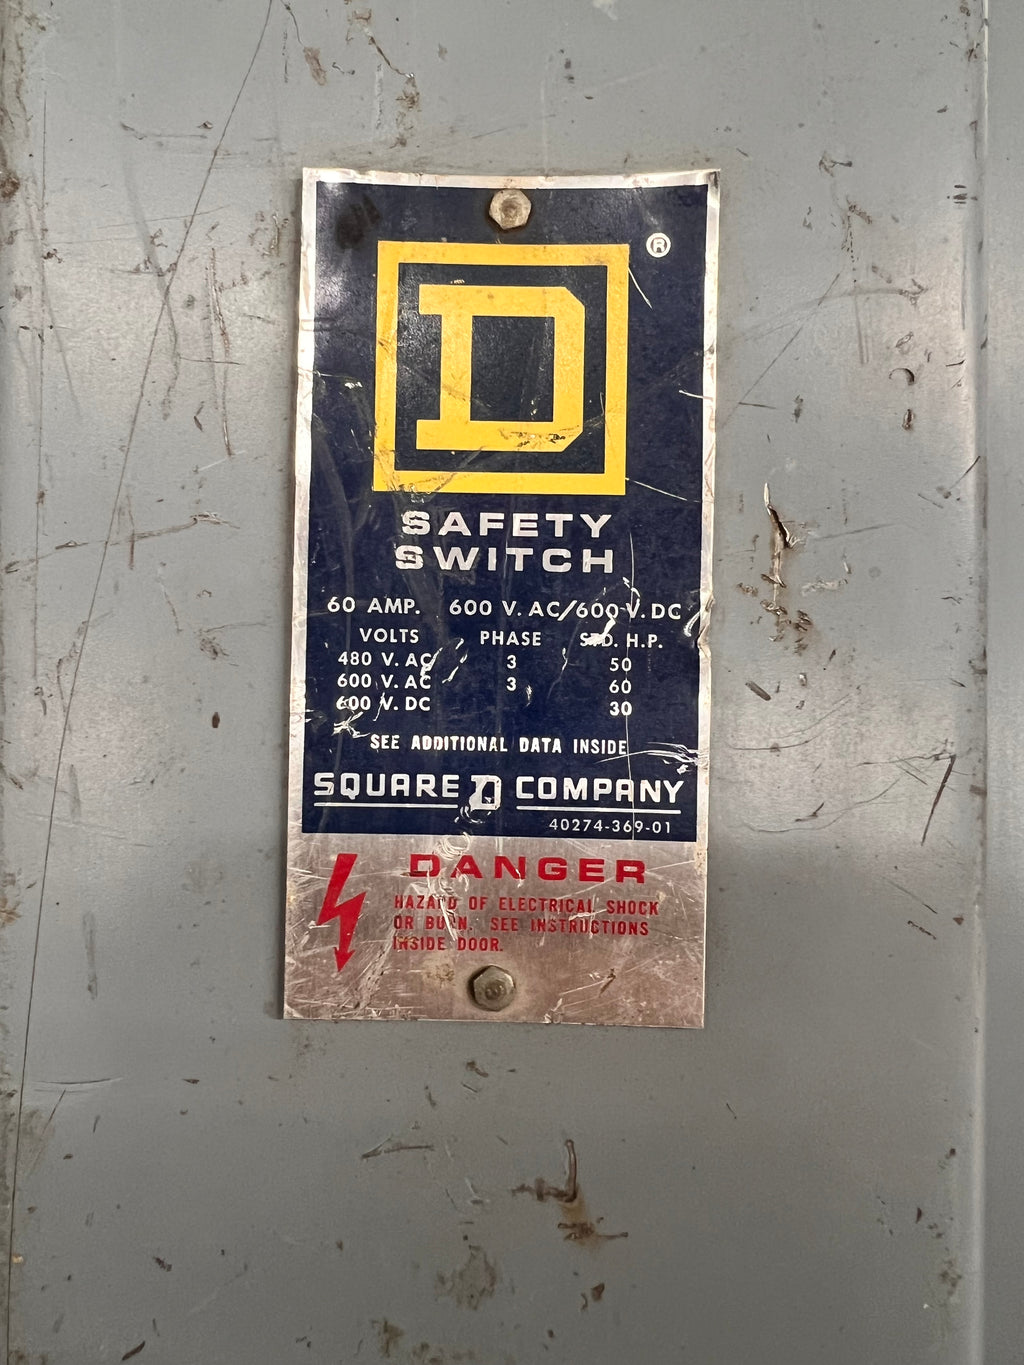 ®
D
SAFETY
SWITCH
60 AMP. 600 V. AC/600 V. DC
VOLTS PHASE STD. H.P.
480 V. AC 3 50
600 V. AC 3 60
600 V. DC 30
SEE ADDITIONAL DATA INSIDE
SQUARE D COMPANY
40274-369-01
DANGER
HAZARD OF ELECTRICAL SHOCK
OR BURN. SEE INSTRUCTIONS
INSIDE DOOR.